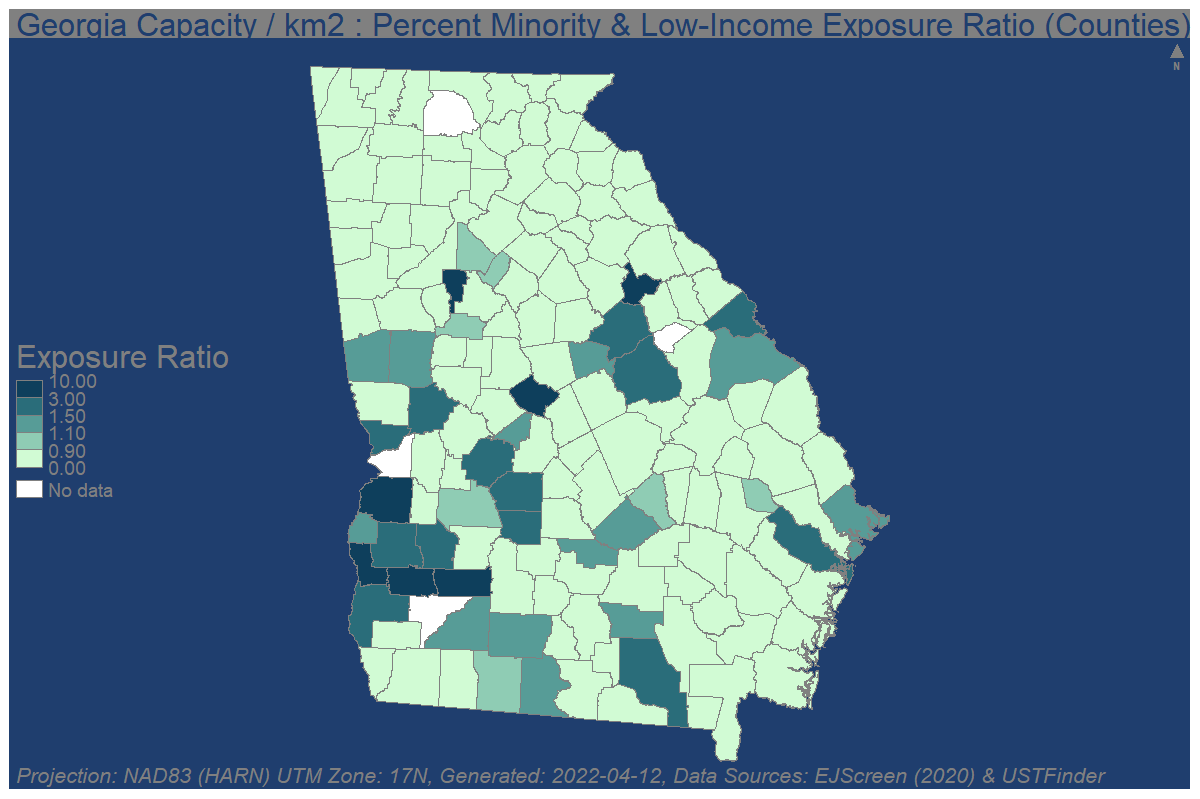 Georgia Capacity / km2 : Percent Minority & Low-Income Exposure Ratio (Counties)
N
Exposure Ratio
10.00
3.00
1.50
1.10
0.90
0.00
No data
Projection: NAD83 (HARN) UTM Zone: 17N, Generated: 2022-04-12, Data Sources: EJScreen (2020) & USTFinder